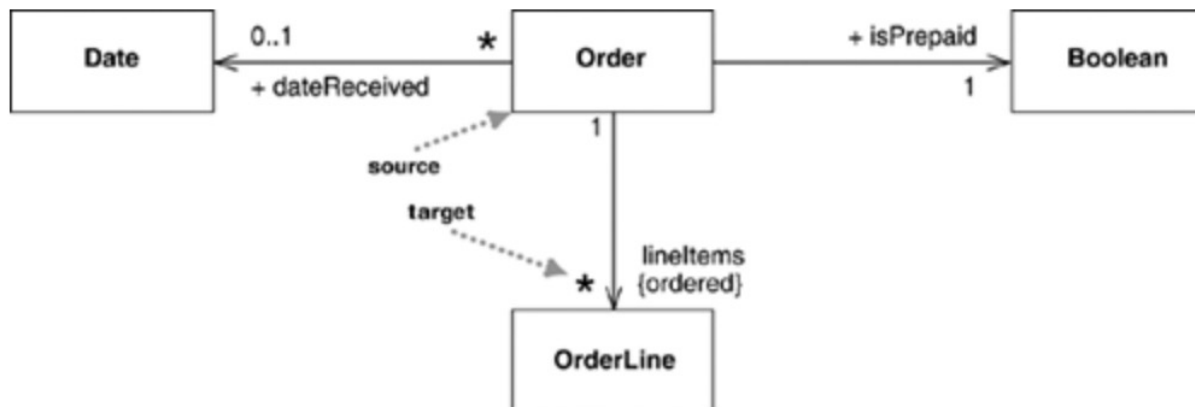 Date
0..1
*
+ dateReceived
Order
+ isPrepaid
1
Boolean
1
source
target
*
lineItems
{ordered}
OrderLine